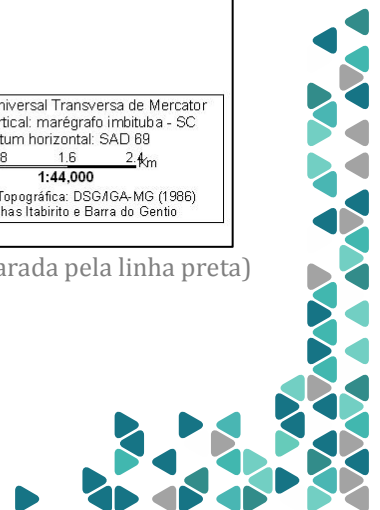 niversal Transversa de Mercator
rtical: marégrafo imbituba - SC
tum horizontal: SAD 69
8 1.6 2.4 Km
1:44,000
Topográfica: DSG/IGA-MG (1986)
has Itabirito e Barra do Gentio
arada pela linha preta)